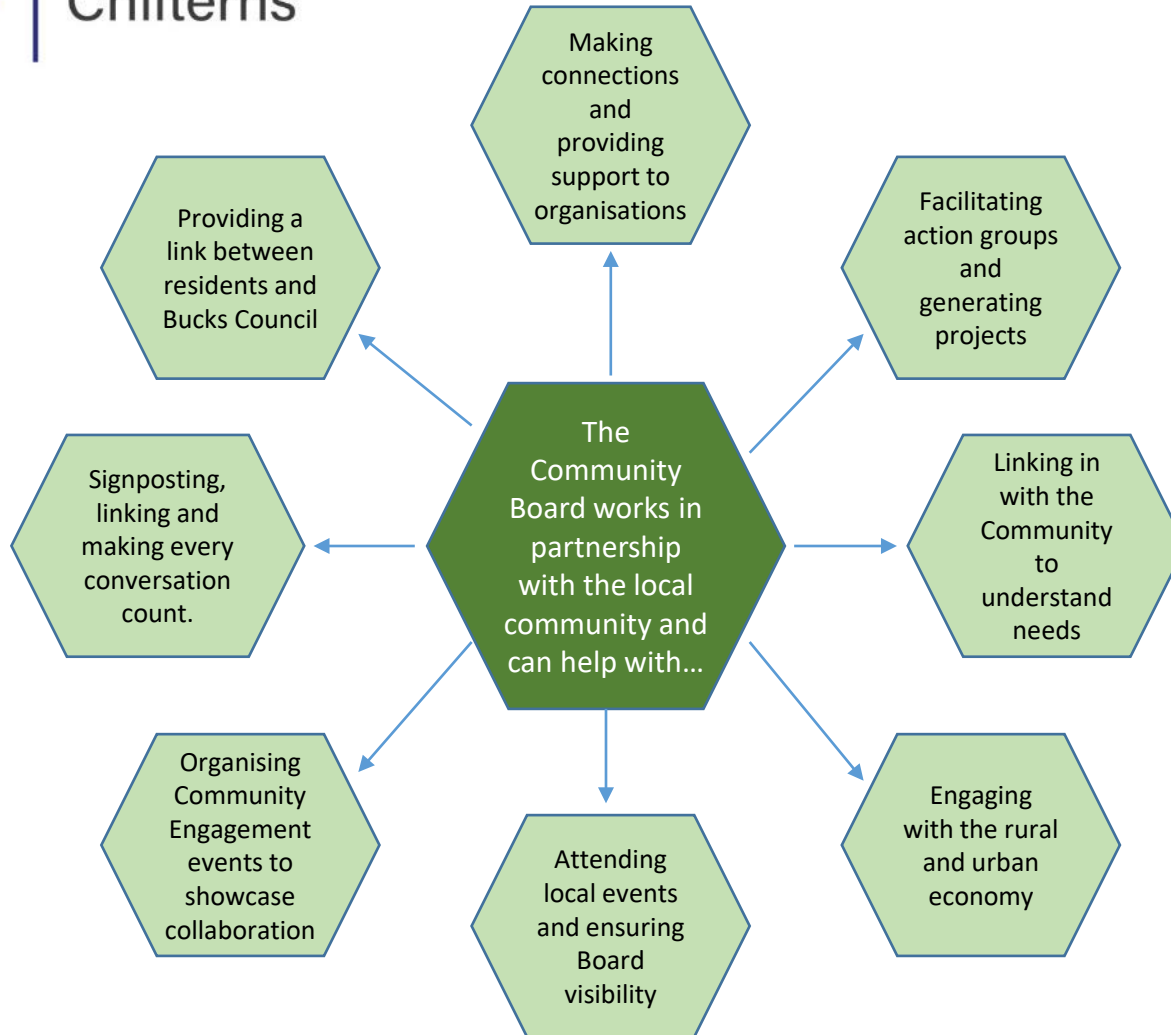 Chilterns
Making
connections
and
providing
support to
organisations
Providing a
link between
residents and
Bucks Council
Facilitating
action groups
and
generating
projects
The
Community
Board works in
partnership
with the local
community and
can help with…
Signposting,
linking and
making every
conversation
count.
Linking in
with the
Community
to
understand
needs
Organising
Community
Engagement
events to
showcase
collaboration
Attending
local events
and ensuring
Board
visibility
Engaging
with the rural
and urban
economy